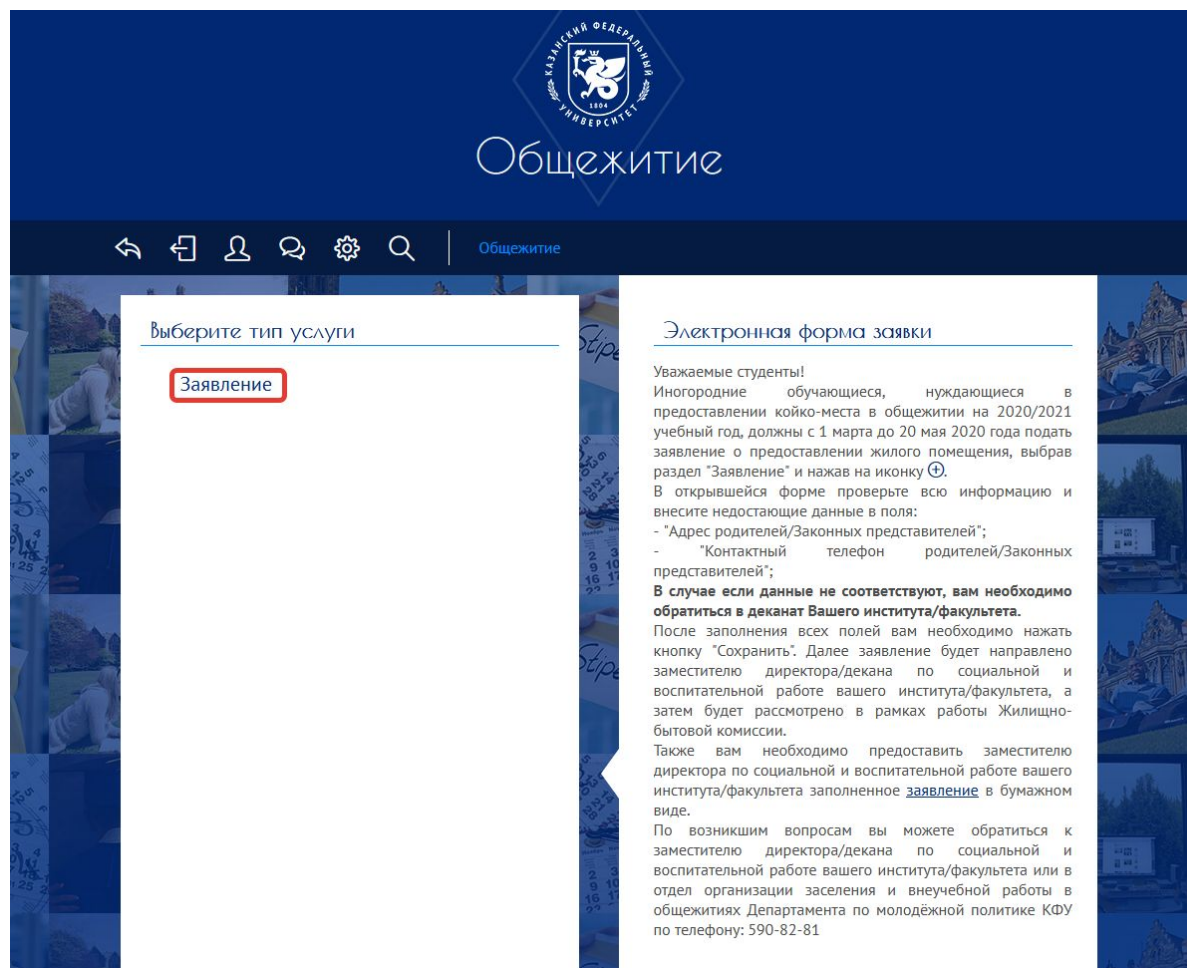 КАЗАНСКИЙ ФЕДЕРАЛЬНЫЙ
УНИВЕРСИТЕТ
1804
Общежитие
Общежитие
Выберите тип услуги
Заявление
Электронная форма заявки
Уважаемые студенты!
Иногородние обучающиеся, нуждающиеся в
предоставлении койко-места в общежитии на 2020/2021
учебный год, должны с 1 марта до 20 мая 2020 года подать
заявление о предоставлении жилого помещения, выбрав
раздел "Заявление" и нажав на иконку ⊕.
В открывшейся форме проверьте всю информацию и
внесите недостающие данные в поля:
- "Адрес родителей/Законных представителей";
- "Контактный телефон родителей/Законных
представителей";
В случае если данные не соответствуют, вам необходимо
обратиться в деканат Вашего института/факультета.
После заполнения всех полей вам необходимо нажать
кнопку "Сохранить". Далее заявление будет направлено
заместителю директора/декана по социальной и
воспитательной работе вашего института/факультета, а
затем будет рассмотрено в рамках работы Жилищно-
бытовой комиссии.
Также вам необходимо предоставить заместителю
директора по социальной и воспитательной работе вашего
института/факультета заполненное заявление в бумажном
виде.
По возникшим вопросам вы можете обратиться к
заместителю директора/декана по социальной и
воспитательной работе вашего института/факультета или в
отдел организации заселения и внеучебной работы в
общежитиях Департамента по молодёжной политике КФУ
по телефону: 590-82-81